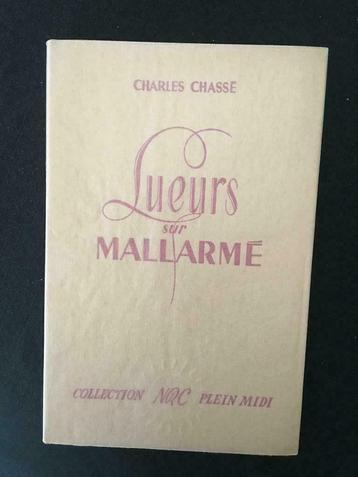 CHARLES CHASSÉ
Lueurs
sur
MALLARMÉ
COLLECTION NRC PLEIN MIDI